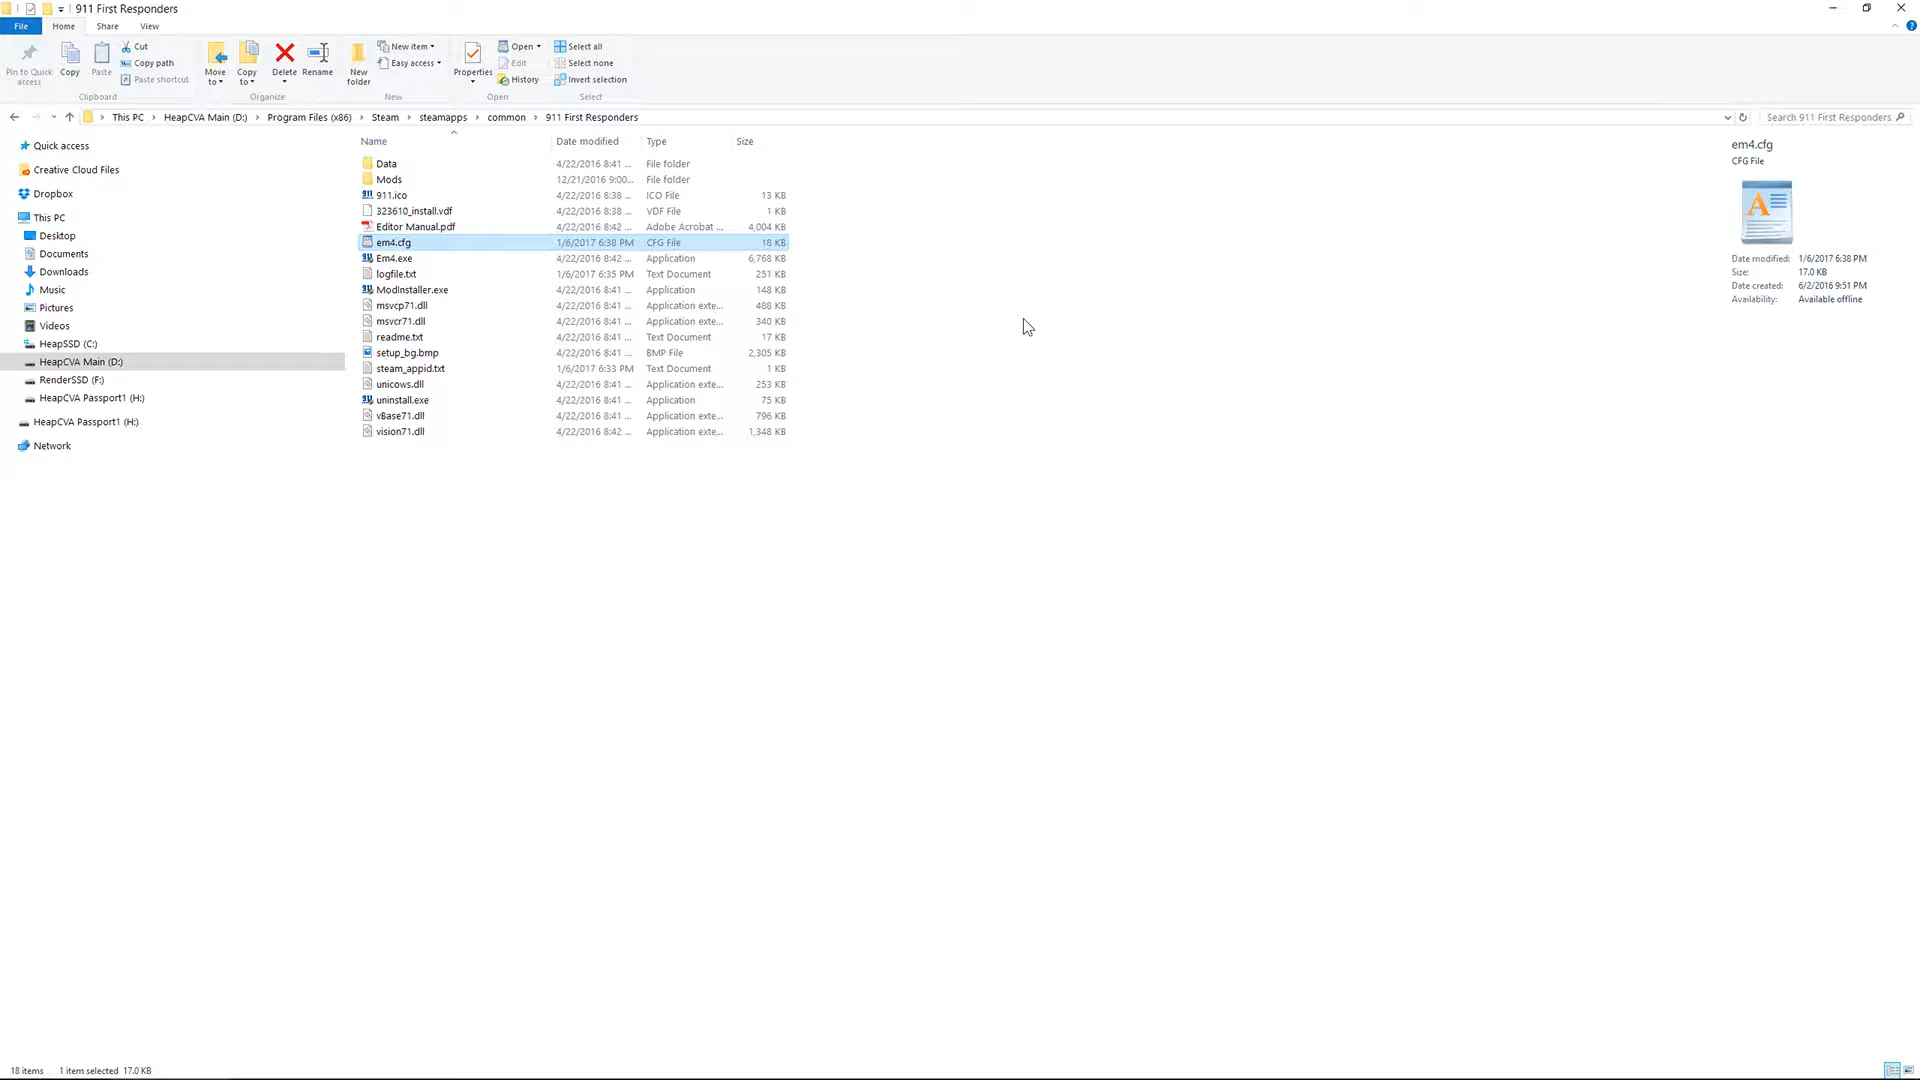 911 First Responders
File Home Share View
Pin to Quick access
Copy
Paste
Cut
Copy path
Paste shortcut
Move to
Copy to
Delete
Rename
New folder
New item
Easy access
Properties
Open
Edit
History
Select all
Select none
Invert selection
Clipboard Organize New Open Select
This PC > HeapCVA Main (D:) > Program Files (x86) > Steam > steamapps > common > 911 First Responders
Search 911 First Responders
Quick access
Creative Cloud Files
Dropbox
This PC
Desktop
Documents
Downloads
Music
Pictures
Videos
HeapSSD (C:)
HeapCVA Main (D:)
RenderSSD (F:)
HeapCVA Passport1 (H:)
HeapCVA Passport1 (H:)
Network
Name Date modified Type Size
Data 4/22/2016 8:41 ... File folder
Mods 12/21/2016 9:00... File folder
911.ico 4/22/2016 8:38 ... ICO File 13 KB
323610_install.vdf 4/22/2016 8:38 ... VDF File 1 KB
Editor Manual.pdf 4/22/2016 8:42 ... Adobe Acrobat ... 4,004 KB
em4.cfg 1/6/2017 6:38 PM CFG File 18 KB
Em4.exe 4/22/2016 8:42 ... Application 6,768 KB
logfile.txt 1/6/2017 6:35 PM Text Document 251 KB
ModInstaller.exe 4/22/2016 8:41 ... Application 148 KB
msvcp71.dll 4/22/2016 8:41 ... Application exte... 488 KB
msvcr71.dll 4/22/2016 8:41 ... Application exte... 340 KB
readme.txt 4/22/2016 8:41 ... Text Document 17 KB
setup_bg.bmp 4/22/2016 8:41 ... BMP File 2,305 KB
steam_appid.txt 1/6/2017 6:33 PM Text Document 1 KB
unicows.dll 4/22/2016 8:41 ... Application exte... 253 KB
uninstall.exe 4/22/2016 8:41 ... Application 75 KB
vBase71.dll 4/22/2016 8:41 ... Application exte... 796 KB
vision71.dll 4/22/2016 8:42 ... Application exte... 1,348 KB
em4.cfg
CFG File
A
Date modified: 1/6/2017 6:38 PM
Size: 17.0 KB
Date created: 6/2/2016 9:51 PM
Availability: Available offline
18 items 1 item selected 17.0 KB